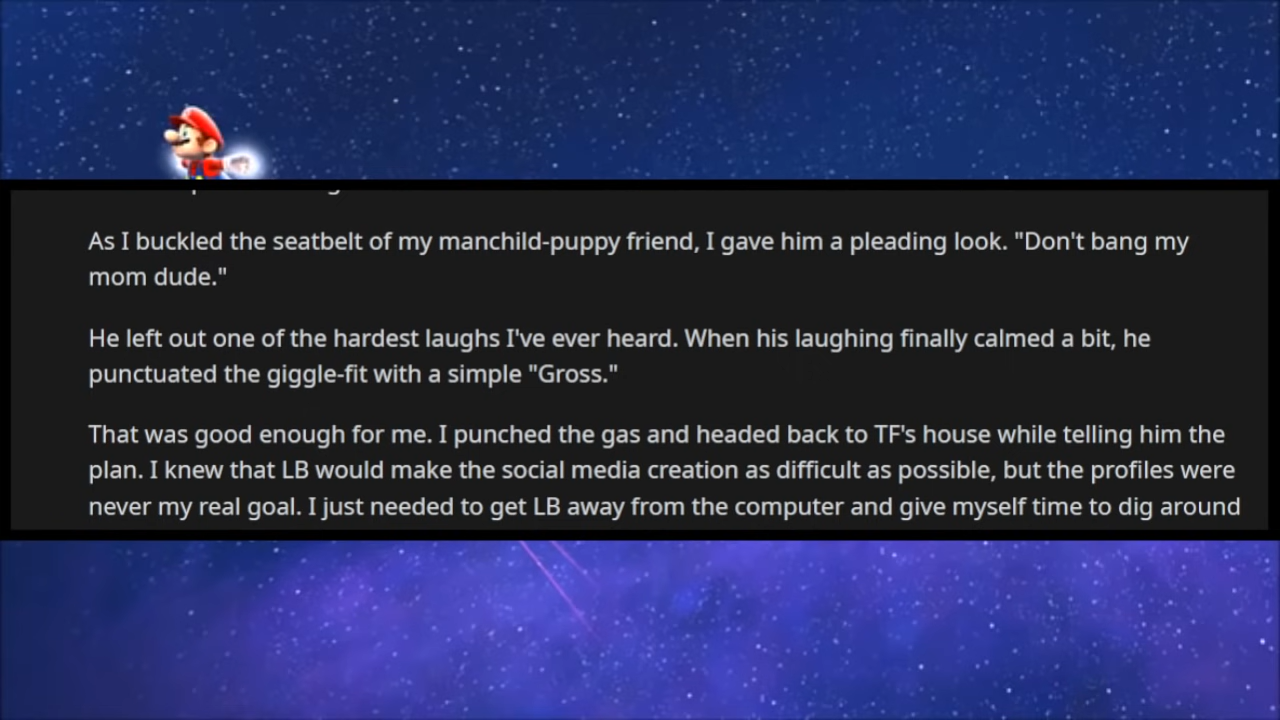 As I buckled the seatbelt of my manchild-puppy friend, I gave him a pleading look. "Don't bang my
mom dude."
He left out one of the hardest laughs I've ever heard. When his laughing finally calmed a bit, he
punctuated the giggle-fit with a simple "Gross."
That was good enough for me. I punched the gas and headed back to TF's house while telling him the
plan. I knew that LB would make the social media creation as difficult as possible, but the profiles were
never my real goal. I just needed to get LB away from the computer and give myself time to dig around